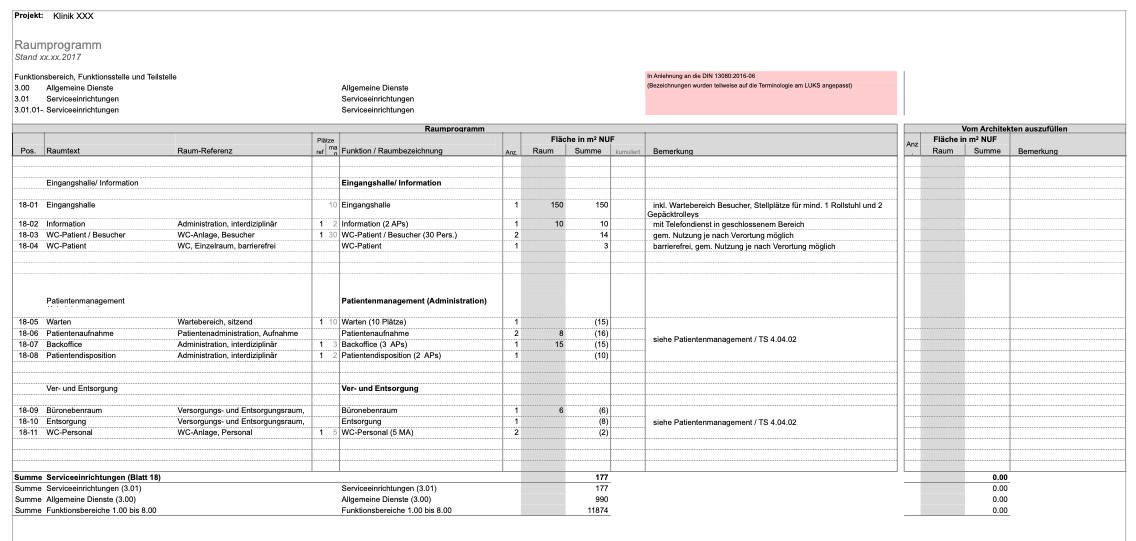 Projekt: Klinik XXX
Raumprogramm
Stand xx.xx.2017
Funktionsbereich, Funktionsstelle und Teilstelle
3.00 Allgemeine Dienste Allgemeine Dienste
3.01 Serviceeinrichtungen Serviceeinrichtungen
3.01.01- Serviceeinrichtungen Serviceeinrichtungen
In Anlehnung an die DIN 13080:2016-06
(Bezeichnungen wurden teilweise auf die Terminologie am LUKS angepasst)
Raumprogramm Vom Architekten auszufüllen
Plätze Fläche in m² NUF Anz. Fläche in m² NUF
Pos. Raumtext Raum-Referenz ref man Funktion / Raumbezeichnung Anz. Raum Summe kumuliert Bemerkung Raum Summe Bemerkung
Eingangshalle/ Information Eingangshalle/ Information
18-01 Eingangshalle 10 Eingangshalle 1 150 150 inkl. Wartebereich Besucher, Stellplätze für mind. 1 Rollstuhl und 2
Gepäcktrolleys
18-02 Information Administration, interdiziplinär 1 2 Information (2 APs) 1 10 10 mit Telefondienst in geschlossenem Bereich
18-03 WC-Patient / Besucher WC-Anlage, Besucher 1 30 WC-Patient / Besucher (30 Pers.) 2 14 gem. Nutzung je nach Verortung möglich
18-04 WC-Patient WC, Einzelraum, barrierefrei WC-Patient 1 3 barrierefrei, gem. Nutzung je nach Verortung möglich
Patientenmanagement Patientenmanagement (Administration)
18-05 Warten Wartebereich, sitzend 1 10 Warten (10 Plätze) 1 (15)
18-06 Patientenaufnahme Patientenadministration, Aufnahme Patientenaufnahme 2 8 (16)
siehe Patientenmanagement / TS 4.04.02
18-07 Backoffice Administration, interdiziplinär 1 3 Backoffice (3 APs) 1 15 (15)
18-08 Patientendisposition Administration, interdiziplinär 1 2 Patientendisposition (2 APs) 1 (10)
Ver- und Entsorgung Ver- und Entsorgung
18-09 Büronebenraum Versorgungs- und Entsorgungsraum, Büronebenraum 1 6 (6)
18-10 Entsorgung Versorgungs- und Entsorgungsraum, Entsorgung 1 (8) siehe Patientenmanagement / TS 4.04.02
18-11 WC-Personal WC-Anlage, Personal 1 5 WC-Personal (5 MA) 2 (2)
Summe Serviceeinrichtungen (Blatt 18) 177 0.00
Summe Serviceeinrichtungen (3.01) Serviceeinrichtungen (3.01) 177 0.00
Summe Allgemeine Dienste (3.00) Allgemeine Dienste (3.00) 990 0.00
Summe Funktionsbereiche 1.00 bis 8.00 Funktionsbereiche 1.00 bis 8.00 11874 0.00